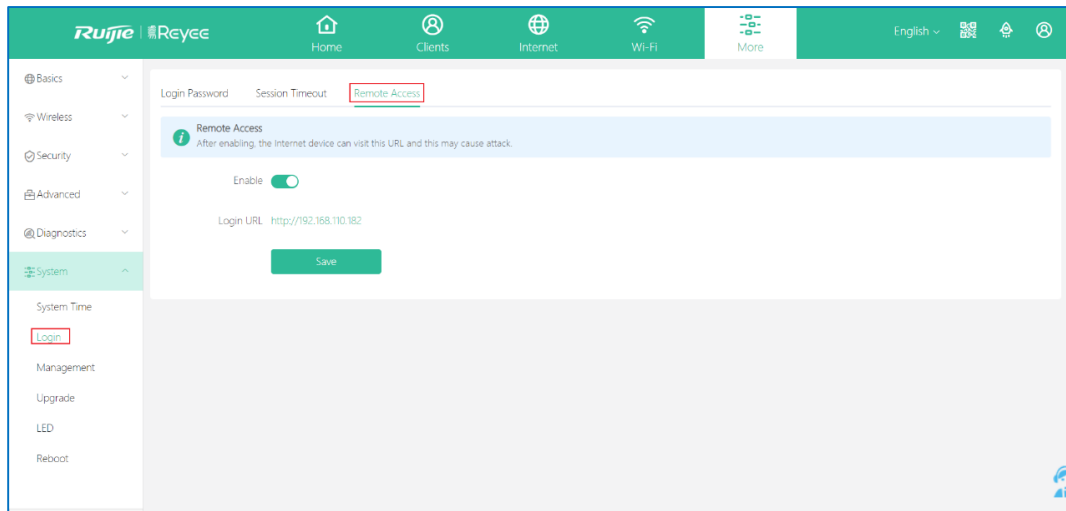 Ruijie | Reyee
Home
Clients
Internet
Wi-Fi
More
English
Basics
Wireless
Security
Advanced
Diagnostics
System
System Time
Login
Management
Upgrade
LED
Reboot
Login Password Session Timeout Remote Access
Remote Access
After enabling, the Internet device can visit this URL and this may cause attack.
Enable
Login URL http://192.168.110.182
Save